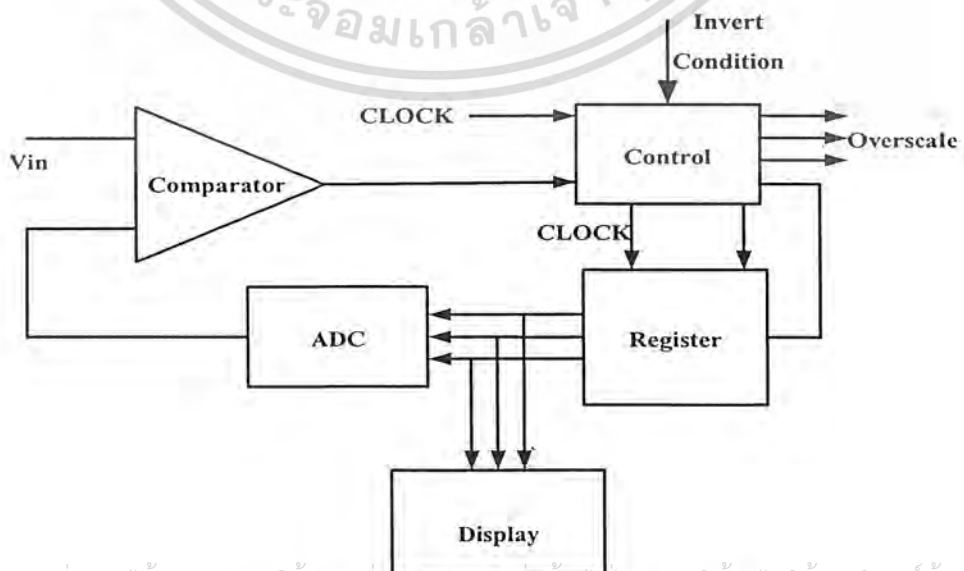 Invert
Condition
CLOCK
Control
Overscale
Vin
Comparator
CLOCK
ADC
Register
Display